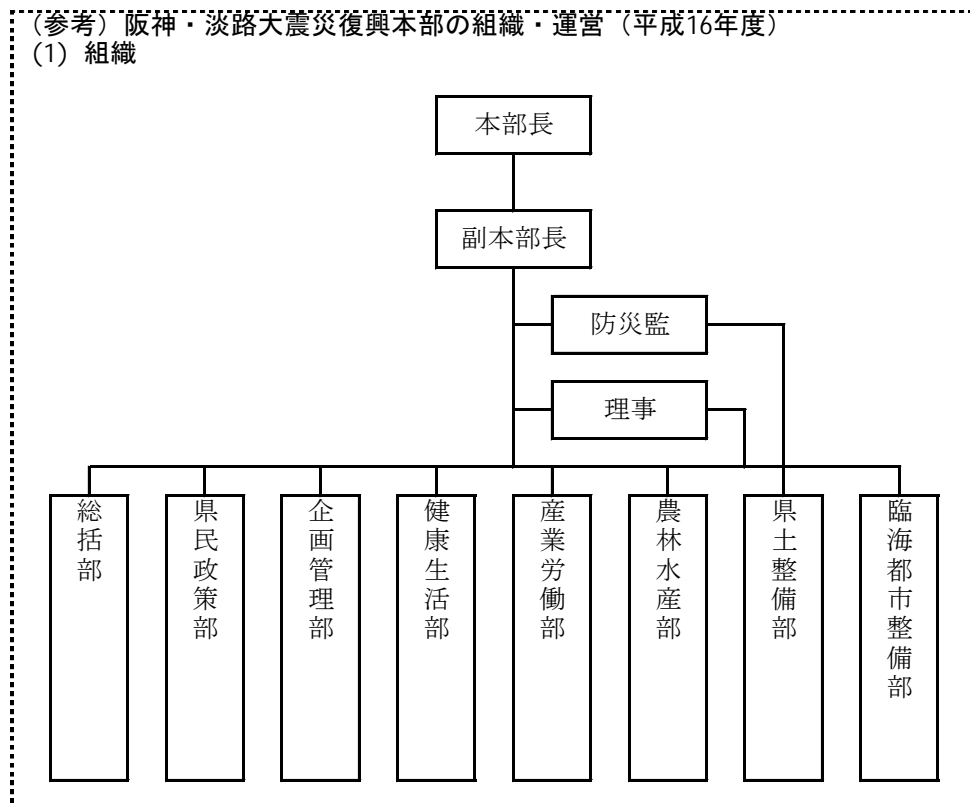 （参考）阪神・淡路大震災復興本部の組織・運営（平成16年度）
(1) 組織
本部長
副本部長
防災監
理事
総括部
県民政策部
企画管理部
健康生活部
産業労働部
農林水産部
県土整備部
臨海都市整備部